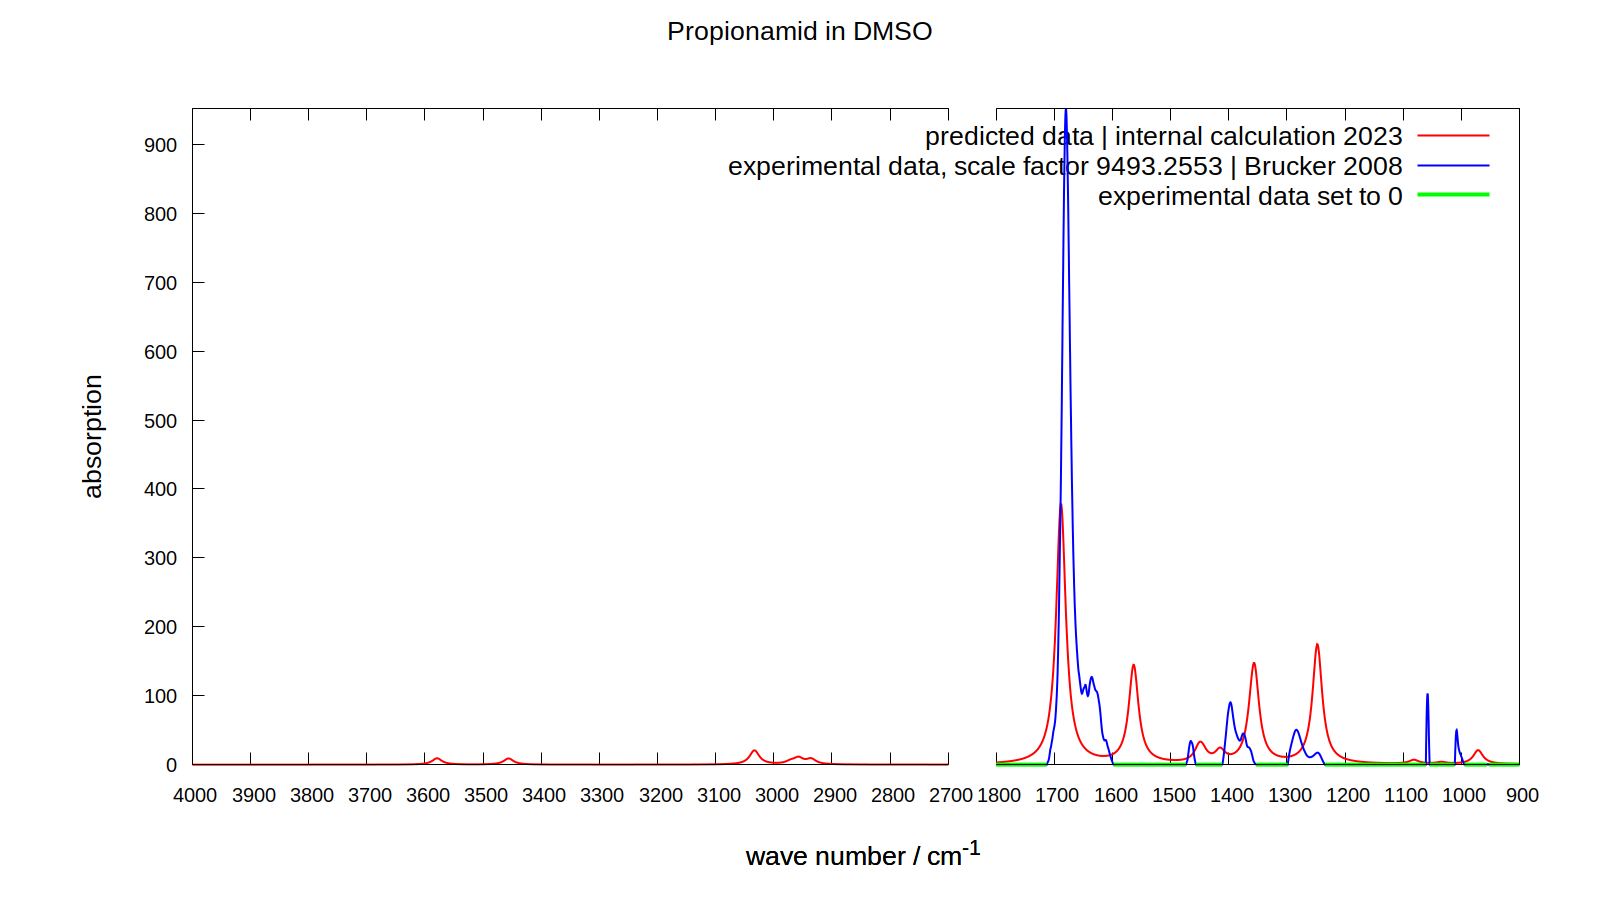 Propionamid in DMSO
predicted data | internal calculation 2023
experimental data, scale factor 9493.2553 | Brucker 2008
experimental data set to 0
900
800
700
600
500
400
300
200
100
0
absorption
4000 3900 3800 3700 3600 3500 3400 3300 3200 3100 3000 2900 2800 2700 1800 1700 1600 1500 1400 1300 1200 1100 1000 900
wave number / cm-1